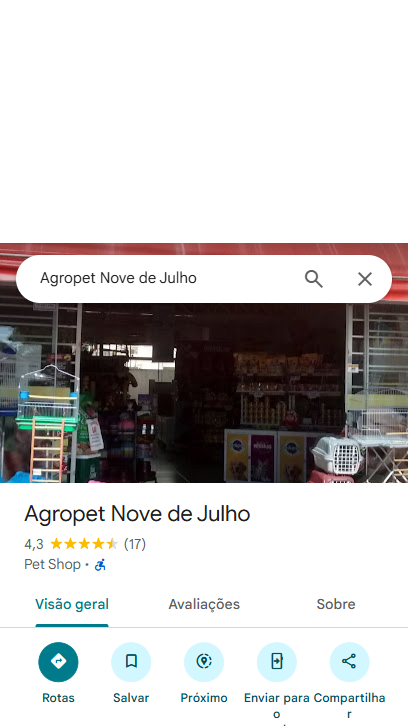 Agropet Nove de Julho
Agropet Nove de Julho
4,3 (17)
Pet Shop ·
Visão geral Avaliações Sobre
Rotas Salvar Próximo Enviar para o Compartilhar